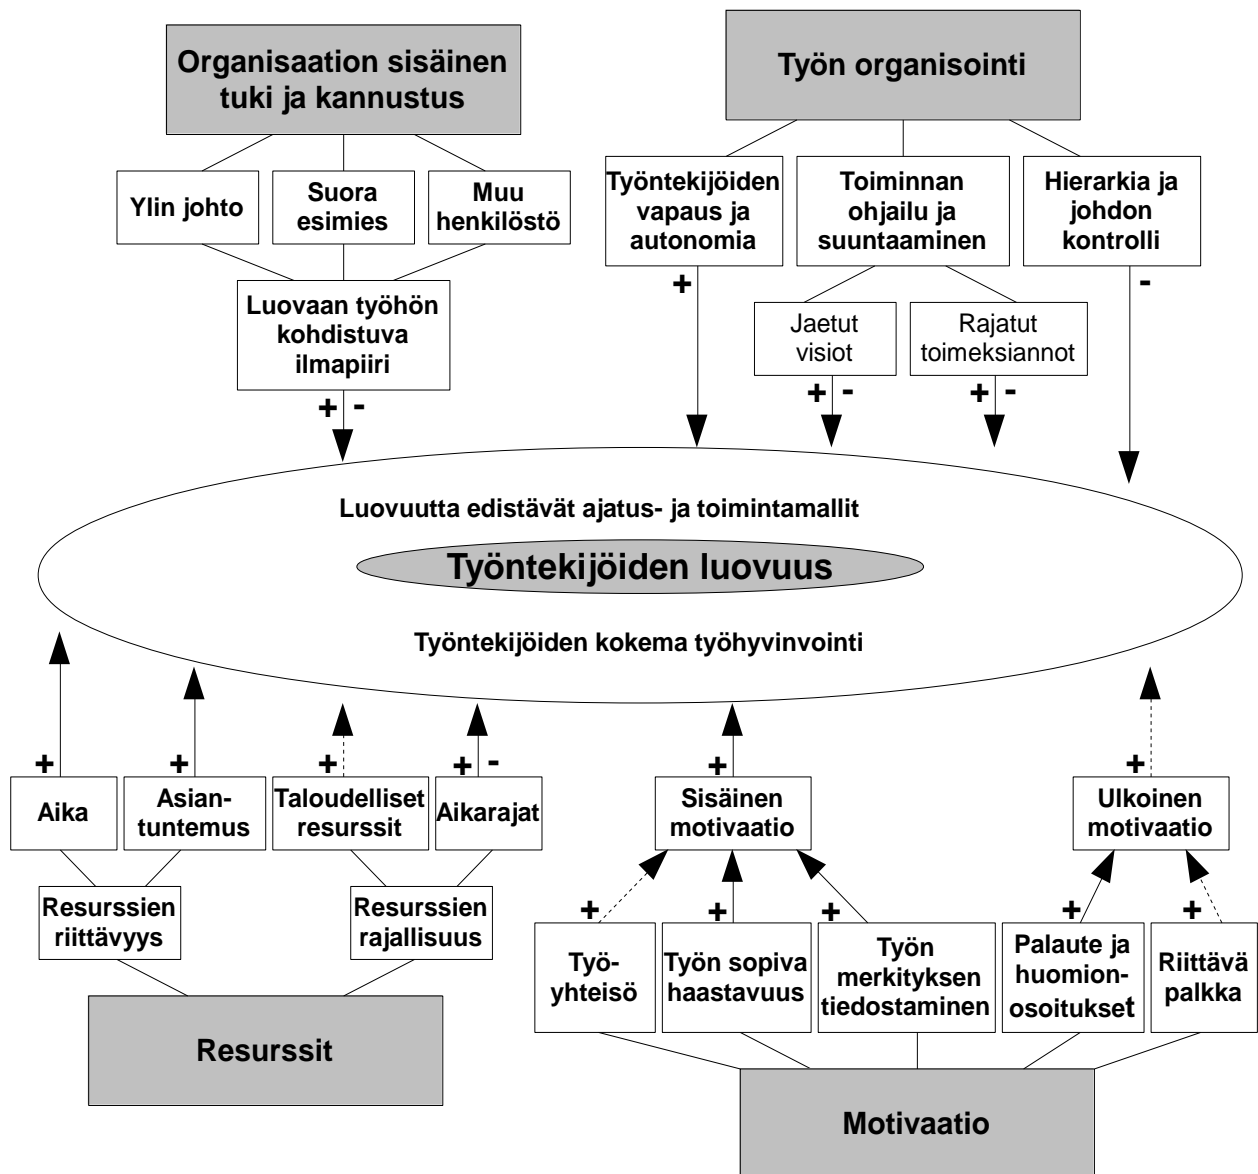 Organisaation sisäinen
tuki ja kannustus
Työn organisointi
Ylin johto
Suora
esimies
Muu
henkilöstö
Työntekijöiden
vapaus ja
autonomia
Toiminnan
ohjailu ja
suuntaaminen
Hierarkia ja
johdon
kontrolli
Luovaan työhön
kohdistuva
ilmapiiri
+
-
Jaetut
visiot
Rajatut
toimeksiannot
+ -
+ -
+ -
Luovuutta edistävät ajatus- ja toimintamallit
Työntekijöiden luovuus
Työntekijöiden kokema työhyvinvointi
+
+
+
+ -
+
+
Aika
Asian-
tuntemus
Taloudelliset
resurssit
Aikarajat
Sisäinen
motivaatio
Ulkoinen
motivaatio
Resurssien
riittävyys
Resurssien
rajallisuus
+
+
+
+
+
Työ-
yhteisö
Työn sopiva
haastavuus
Työn
merkityksen
tiedostaminen
Palaute ja
huomion-
osoitukset
Riittävä
palkka
Resurssit
Motivaatio